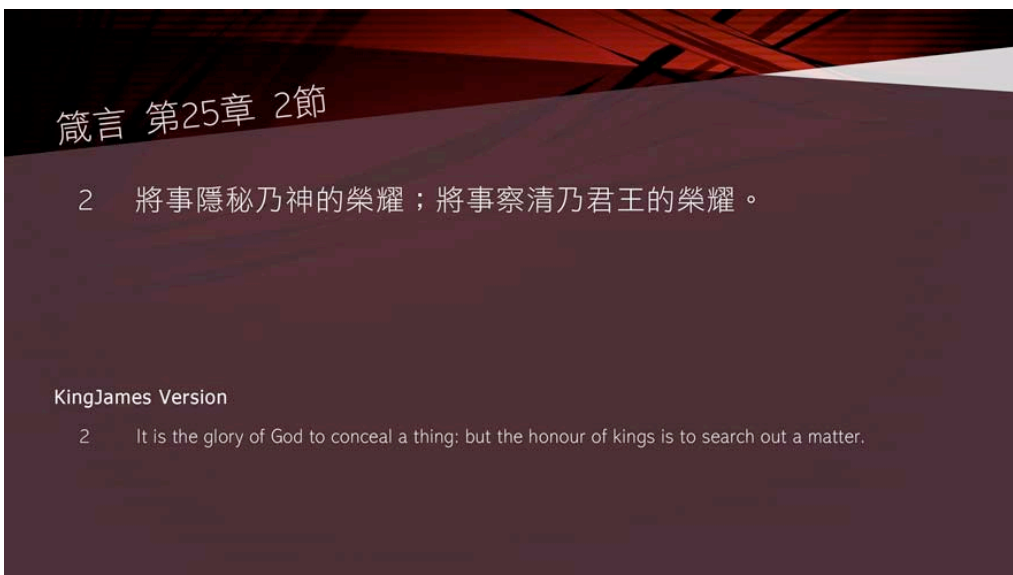 箴言 第25章 2節
2 將事隱秘乃神的榮耀；將事察清乃君王的榮耀。
KingJames Version
2 It is the glory of God to conceal a thing: but the honour of kings is to search out a matter.